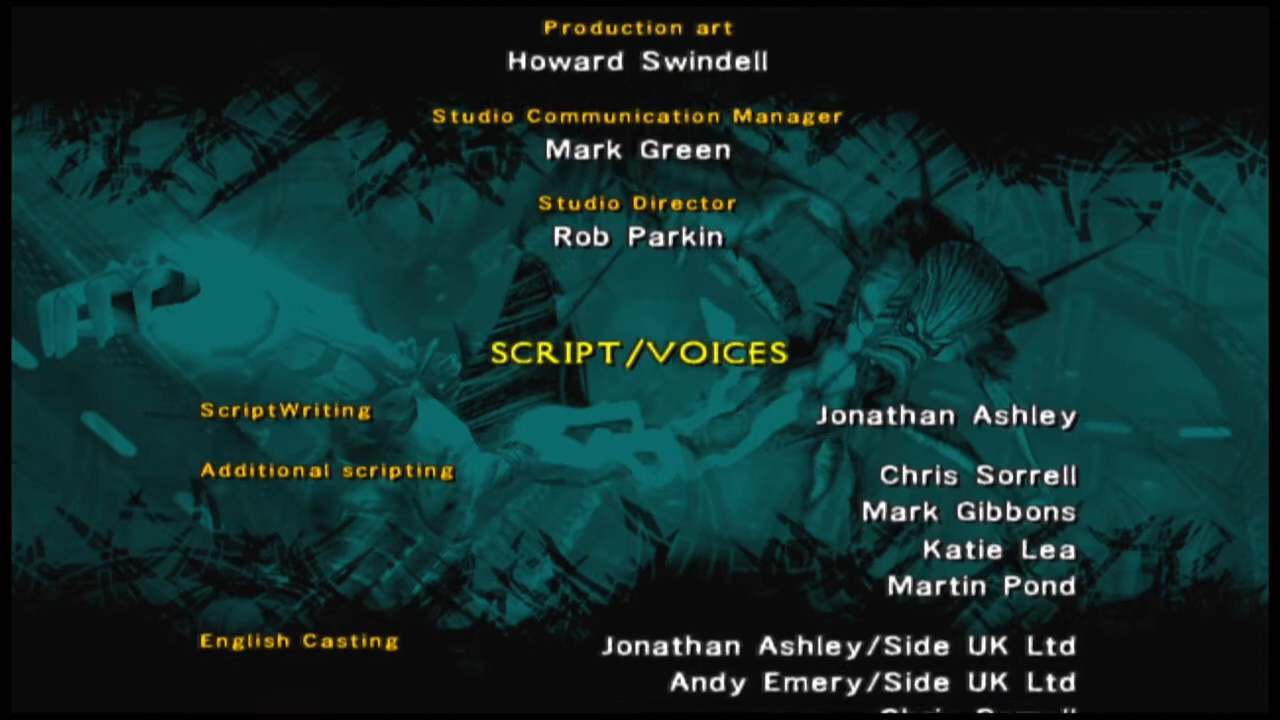 Production art
Howard Swindell
Studio Communication Manager
Mark Green
Studio Director
Rob Parkin
SCRIPT/VOICES
ScriptWriting Jonathan Ashley
Additional scripting Chris Sorrell
Mark Gibbons
Katie Lea
Martin Pond
English Casting Jonathan Ashley/Side UK Ltd
Andy Emery/Side UK Ltd